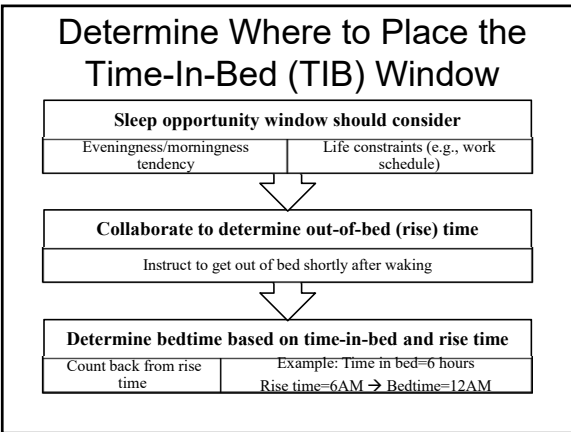 Determine Where to Place the
Time-In-Bed (TIB) Window
Sleep opportunity window should consider
Eveningness/morningness
tendency
Life constraints (e.g., work
schedule)
Collaborate to determine out-of-bed (rise) time
Instruct to get out of bed shortly after waking
Determine bedtime based on time-in-bed and rise time
Count back from rise
time
Example: Time in bed=6 hours
Rise time=6AM → Bedtime=12AM